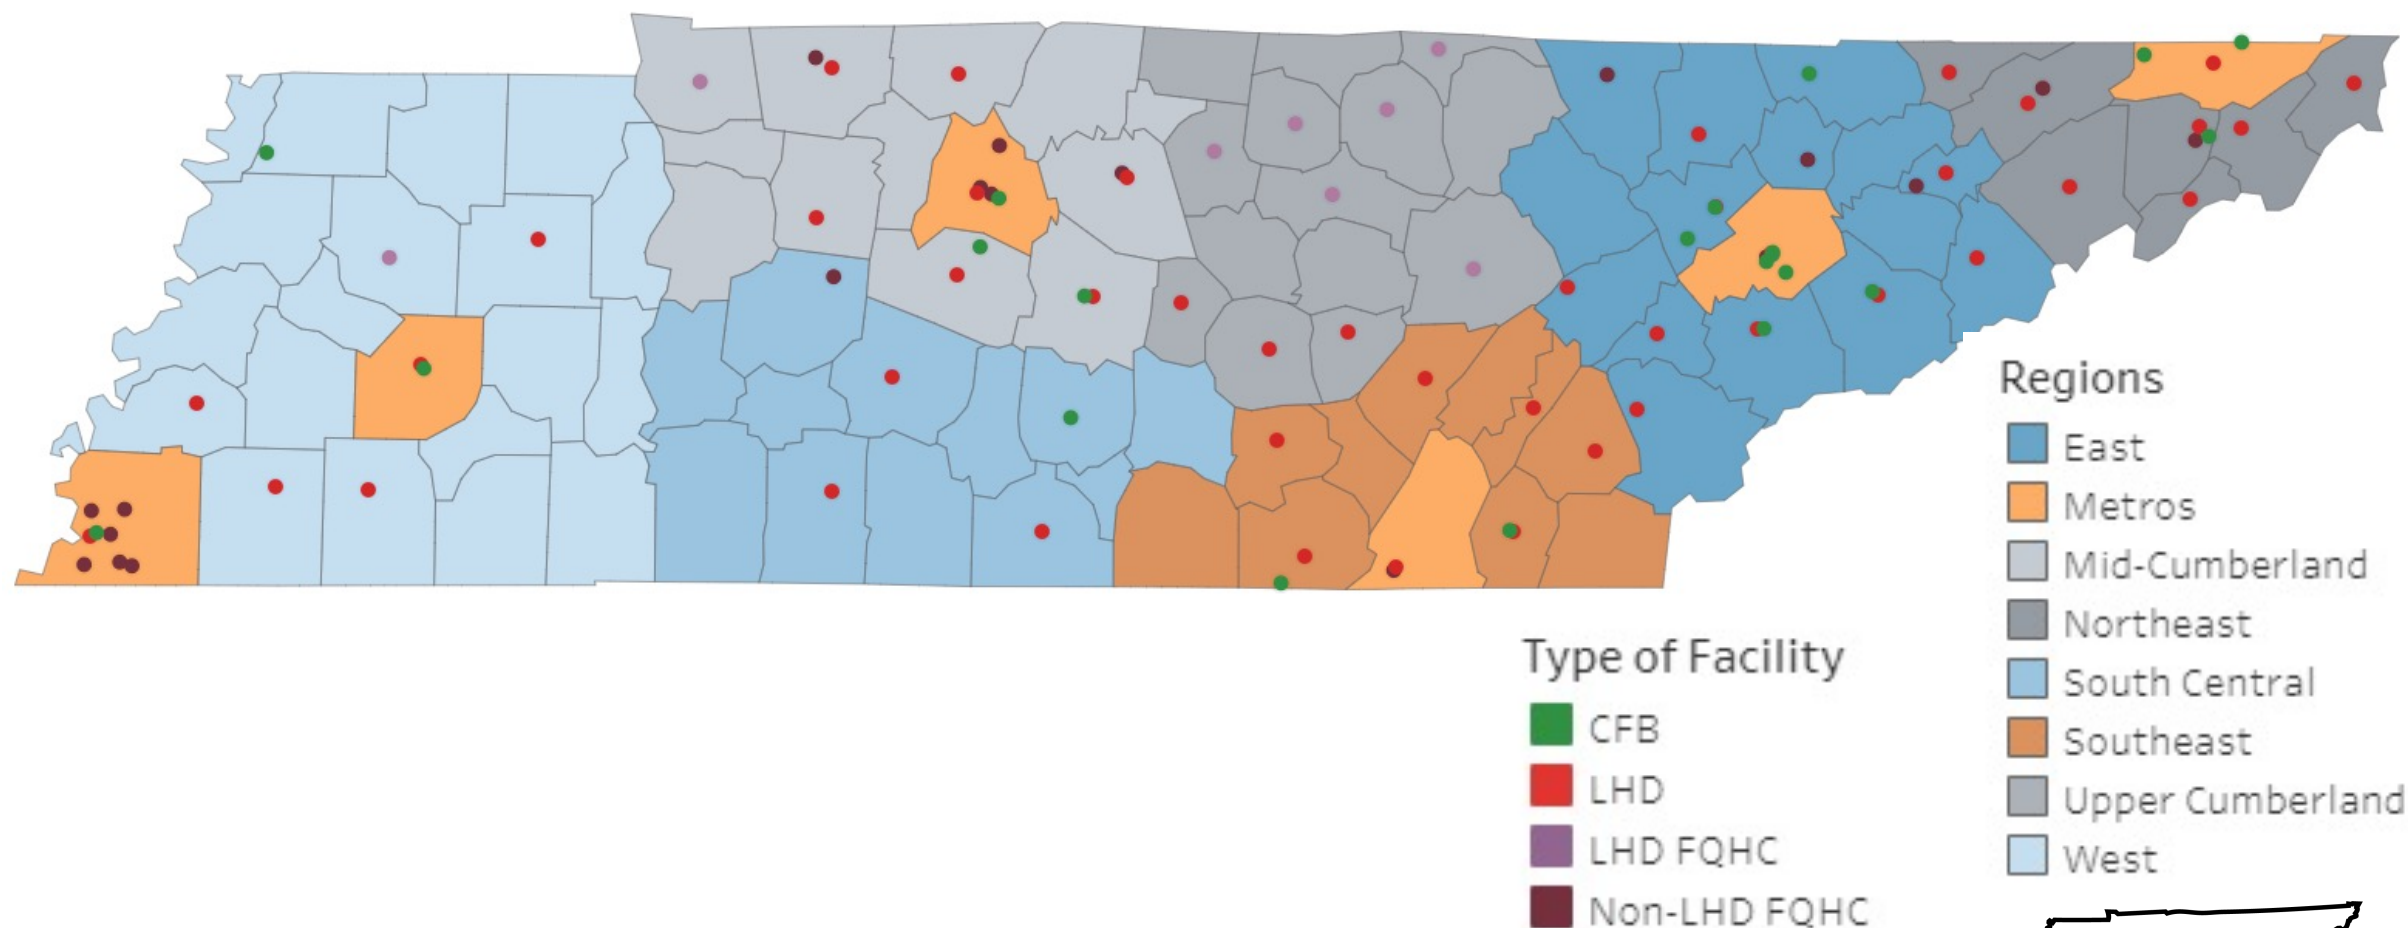 Regions
East
Metros
Mid-Cumberland
Northeast
South Central
Southeast
Upper Cumberland
West
Type of Facility
CFB
LHD
LHD FQHC
Non-LHD FQHC